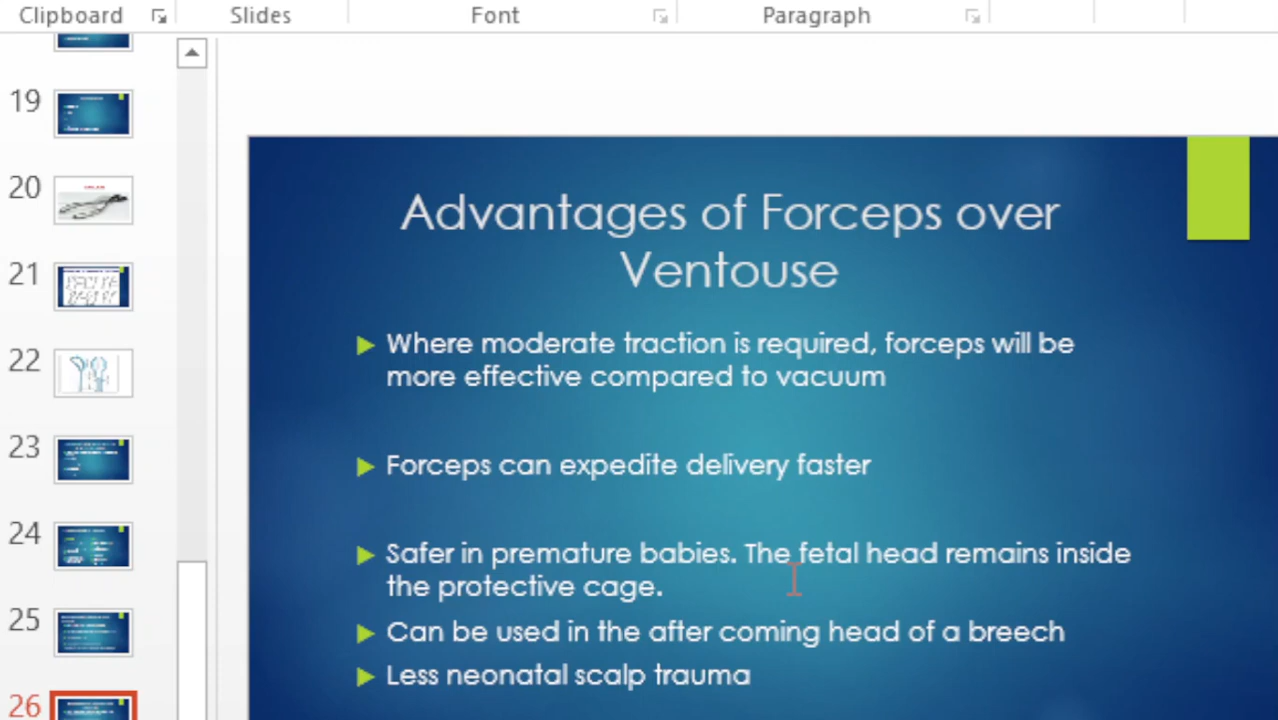 Clipboard Slides Font Paragraph
19
20
21
22
23
24
25
26
Advantages of Forceps over
Ventouse
Where moderate traction is required, forceps will be
more effective compared to vacuum
Forceps can expedite delivery faster
Safer in premature babies. The fetal head remains inside
the protective cage.
Can be used in the after coming head of a breech
Less neonatal scalp trauma